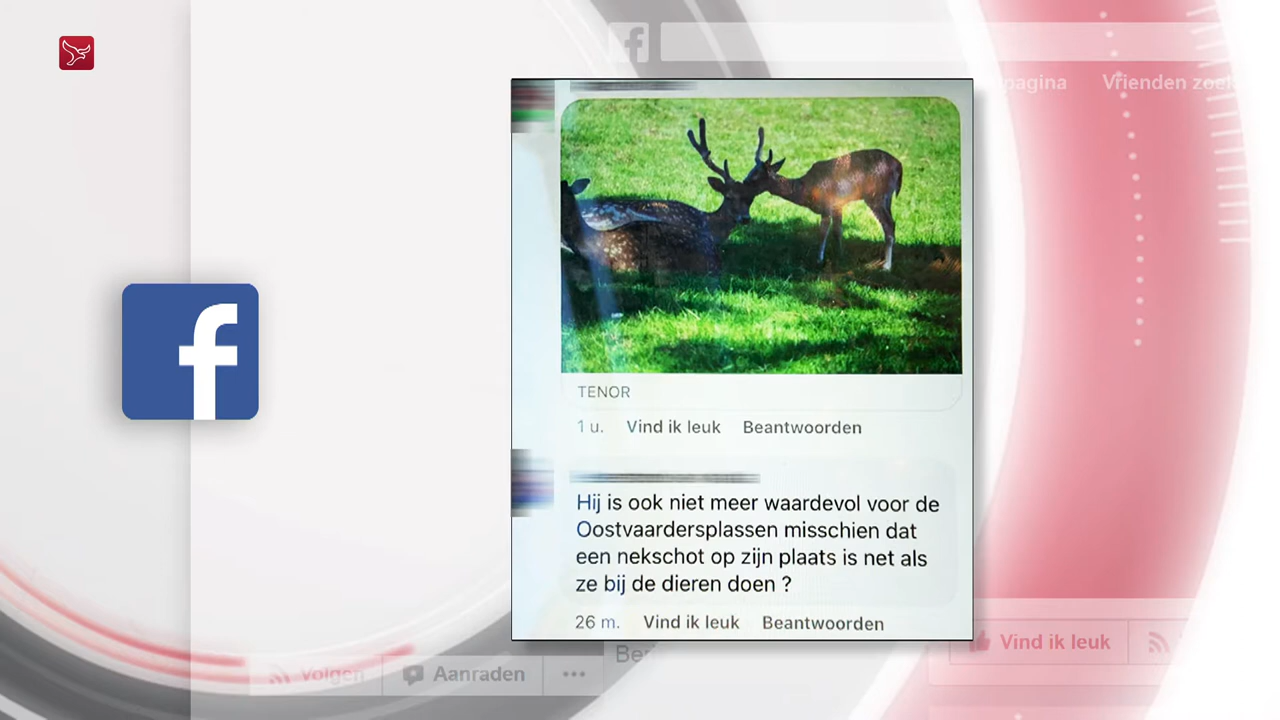 f
pagina
Vrienden
f
TENOR
1 u. Vind ik leuk Beantwoorden
Hij is ook niet meer waardevol voor de
Oostvaardersplassen misschien dat
een nekschot op zijn plaats is net als
ze bij de dieren doen ?
26 m. Vind ik leuk Beantwoorden
Vind ik leuk
Volgen
Aanraden
•••